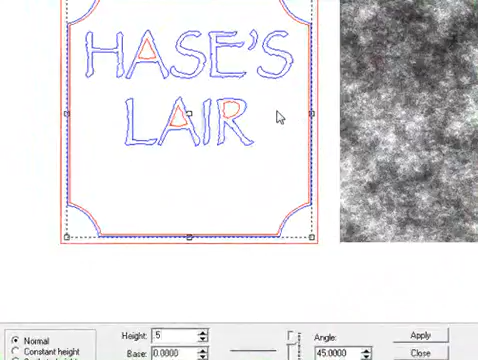 HASE'S
LAIR
Normal
Height: .5
Angle:
Apply
Constant height
Base: 0.0000
45.0000
Close